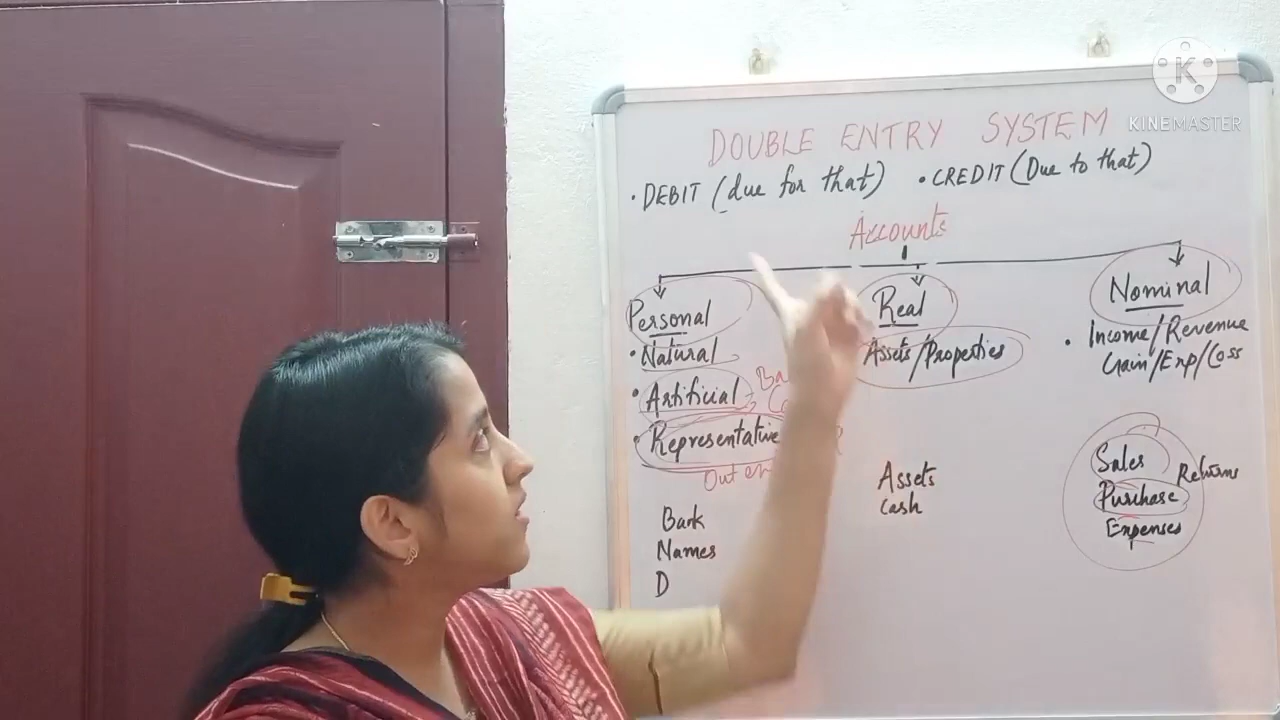 KINEMASTER
DOUBLE ENTRY SYSTEM
• DEBIT (due for that) • CREDIT (Due to that)
Accounts
Personal
• Natural
• Artificial
• Representative
Out
Bank
Names
D
Real
Assets/Properties
Assets
Cash
Nominal
• Income/Revenue
Gain/Exp/Loss
Sales
Returns
Purchase
Expenses